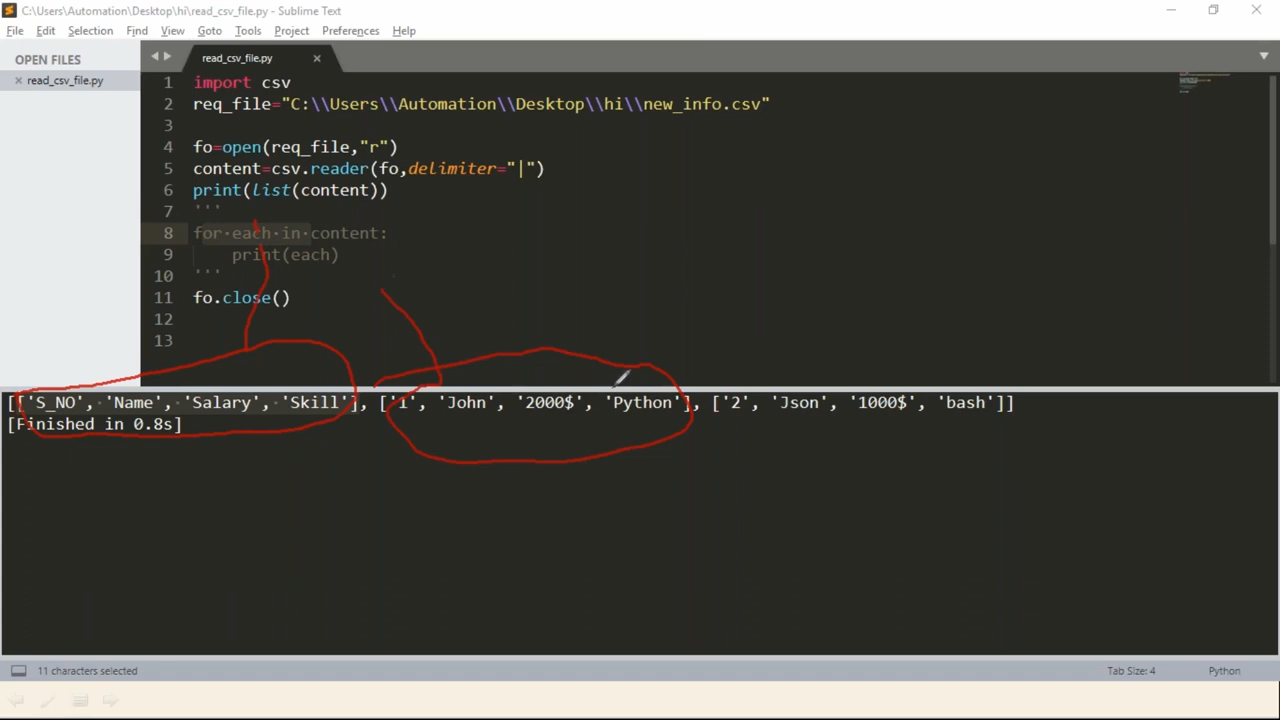 C:\Users\Automation\Desktop\hi\read_csv_file.py - Sublime Text
File Edit Selection Find View Goto Tools Project Preferences Help
OPEN FILES
read_csv_file.py
read_csv_file.py
1 import csv
2 req_file="C:\\Users\\Automation\\Desktop\\hi\\new_info.csv"
3
4 fo=open(req_file,"r")
5 content=csv.reader(fo,delimiter="|")
6 print(list(content))
7 '''
8 for each in content:
9     print(each)
10 '''
11 fo.close()
12
13
[['S_NO', 'Name', 'Salary', 'Skill'], ['1', 'John', '2000$', 'Python'], ['2', 'Json', '1000$', 'bash']]
[Finished in 0.8s]
11 characters selected
Tab Size: 4
Python